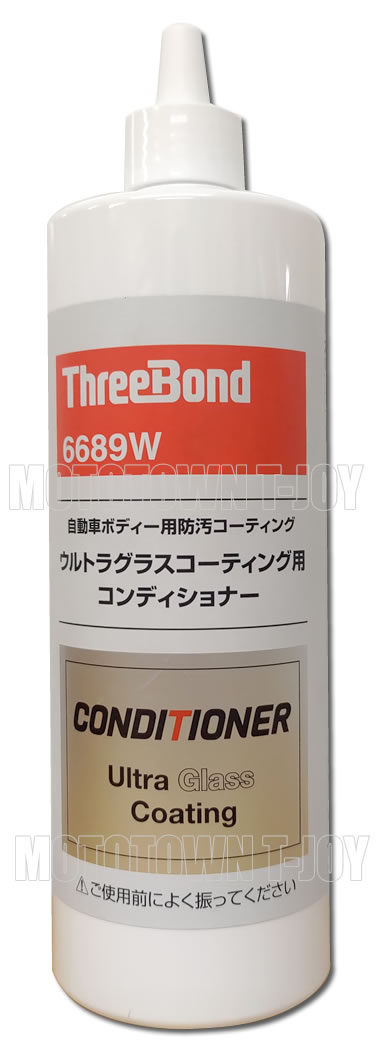 ThreeBond
6689W
MOTOTOWN T-JOY
自動車ボディー用防汚コーティング
ウルトラグラスコーティング用
コンディショナー
CONDITIONER
Ultra Glass
Coating
MOTOTOWN T-JOY
⚠ご使用前によく振ってください